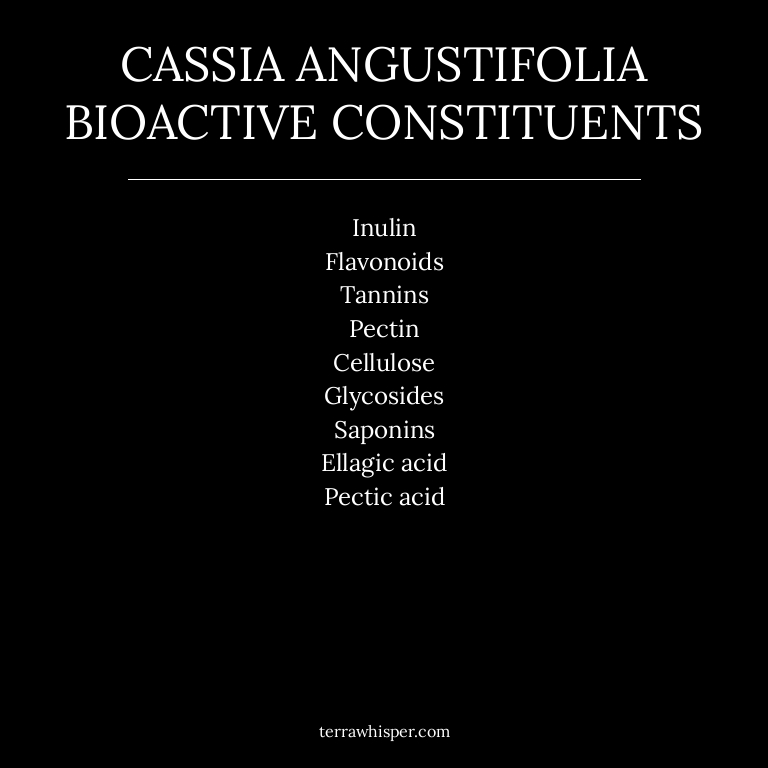 CASSIA ANGUSTIFOLIA
BIOACTIVE CONSTITUENTS
Inulin
Flavonoids
Tannins
Pectin
Cellulose
Glycosides
Saponins
Ellagic acid
Pectic acid
terrawhisper.com